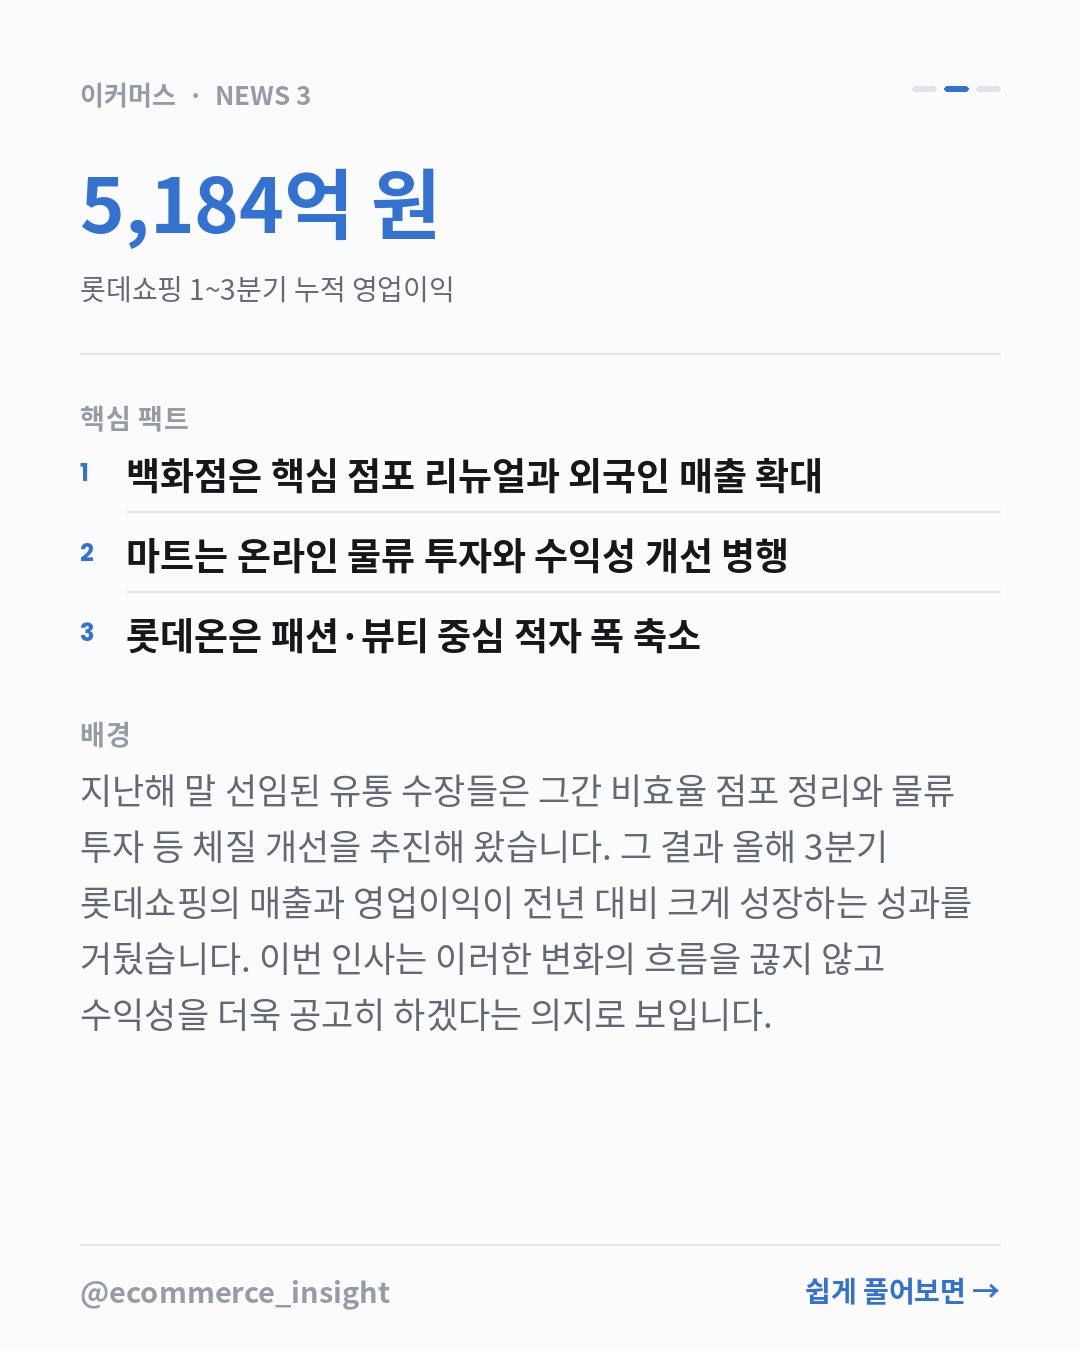 이커머스 · NEWS 3
5,184억 원
롯데쇼핑 1~3분기 누적 영업이익
핵심 팩트
1 백화점은 핵심 점포 리뉴얼과 외국인 매출 확대
2 마트는 온라인 물류 투자와 수익성 개선 병행
3 롯데온은 패션·뷰티 중심 적자 폭 축소
배경
지난해 말 선임된 유통 수장들은 그간 비효율 점포 정리와 물류
투자 등 체질 개선을 추진해 왔습니다. 그 결과 올해 3분기
롯데쇼핑의 매출과 영업이익이 전년 대비 크게 성장하는 성과를
거뒀습니다. 이번 인사는 이러한 변화의 흐름을 끊지 않고
수익성을 더욱 공고히 하겠다는 의지로 보입니다.
@ecommerce_insight
쉽게 풀어보면 →